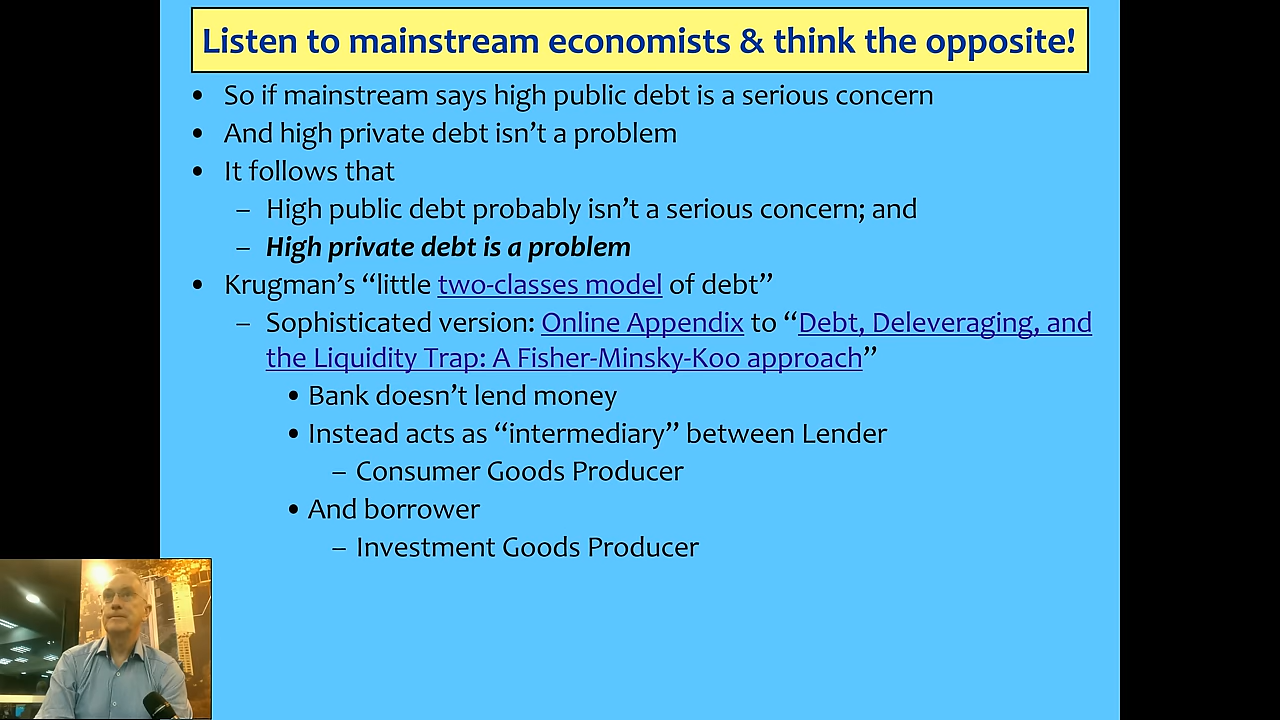 Listen to mainstream economists & think the opposite!
• So if mainstream says high public debt is a serious concern
• And high private debt isn’t a problem
• It follows that
– High public debt probably isn’t a serious concern; and
– High private debt is a problem
• Krugman’s “little two-classes model of debt”
– Sophisticated version: Online Appendix to “Debt, Deleveraging, and
the Liquidity Trap: A Fisher-Minsky-Koo approach”
• Bank doesn’t lend money
• Instead acts as “intermediary” between Lender
– Consumer Goods Producer
• And borrower
– Investment Goods Producer